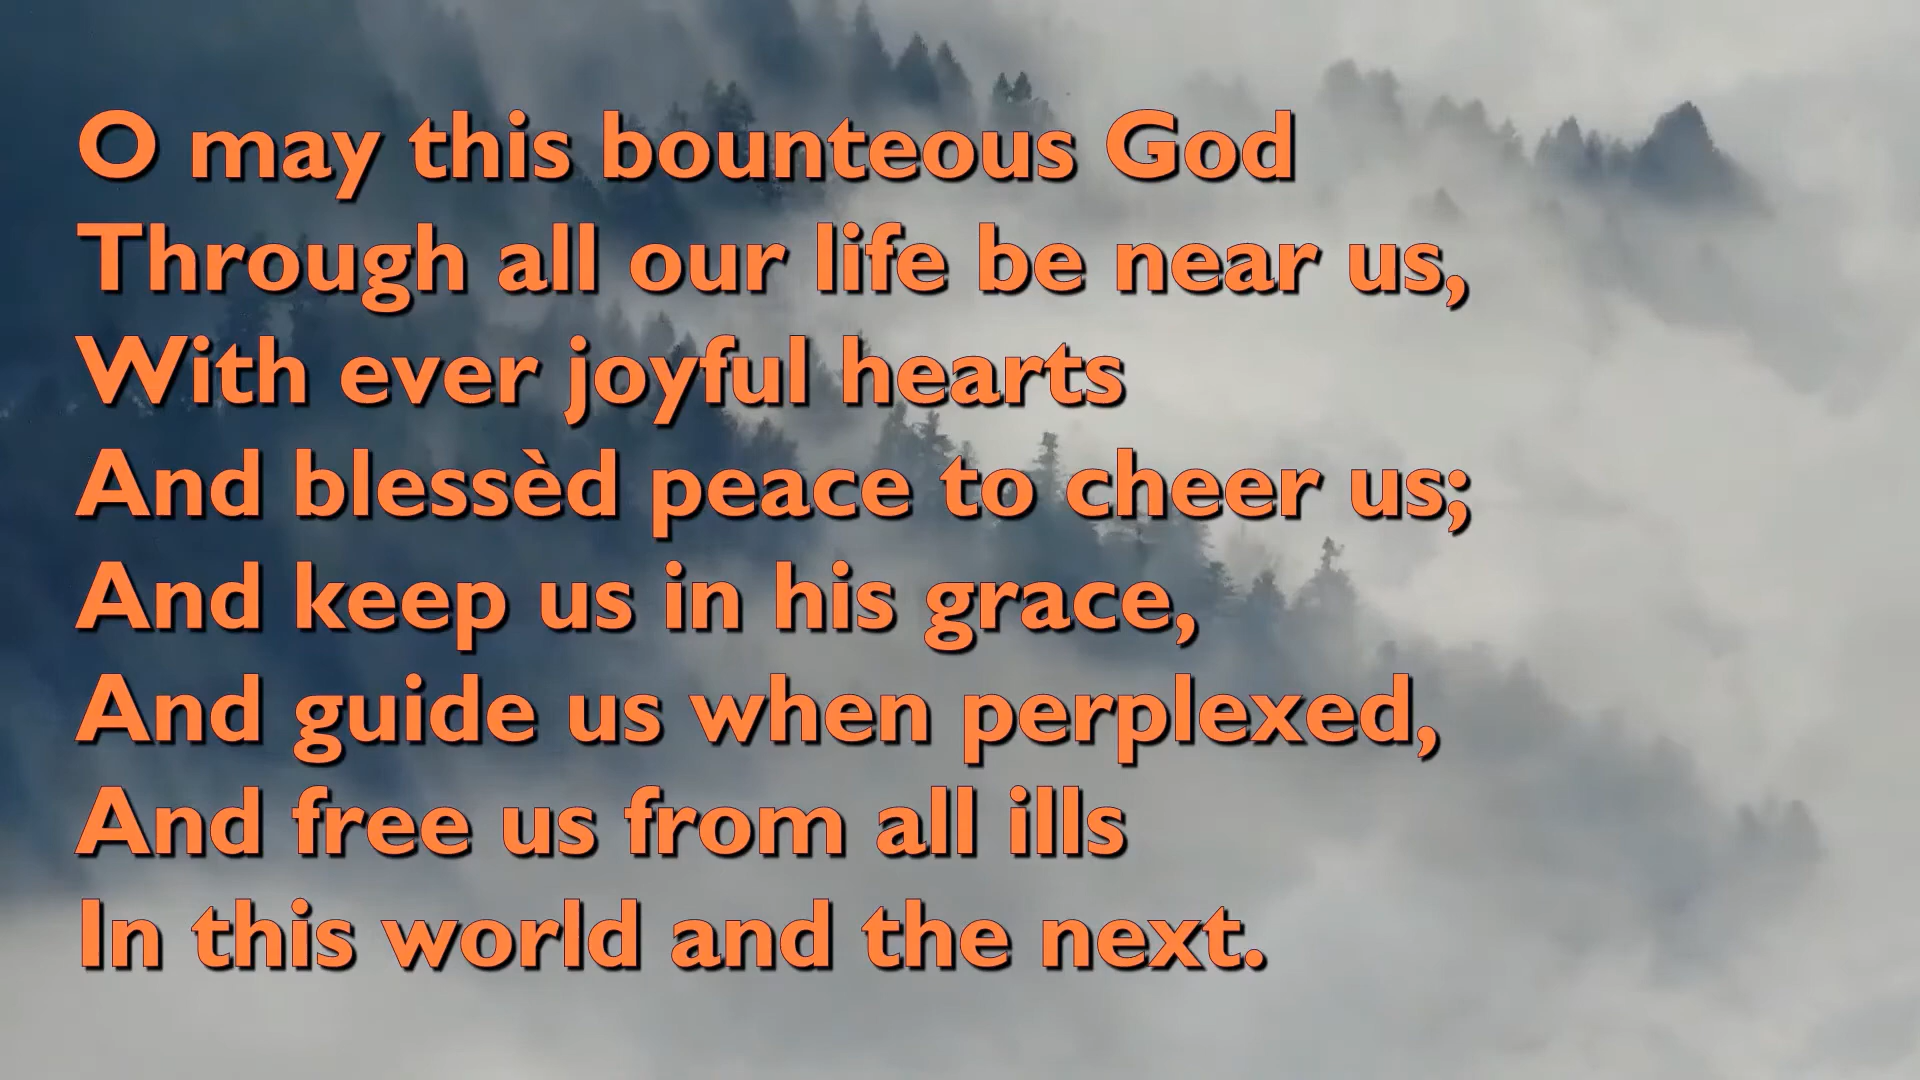 O may this bounteous God
Through all our life be near us,
With ever joyful hearts
And blessèd peace to cheer us;
And keep us in his grace,
And guide us when perplexed,
And free us from all ills
In this world and the next.